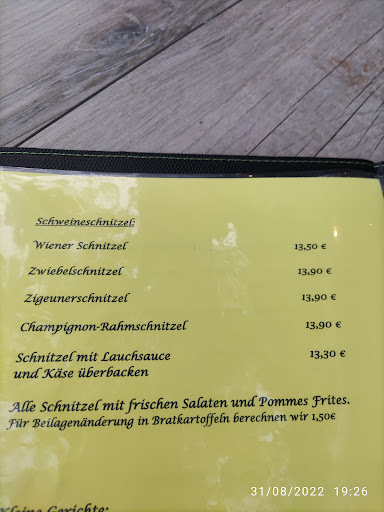 Schweineschnitzel:
Wiener Schnitzel 13,50 €
Zwiebelschnitzel 13,90 €
Zigeunerschnitzel 13,90 €
Champignon-Rahmschnitzel 13,90 €
Schnitzel mit Lauchsauce 13,30 €
und Käse überbacken
Alle Schnitzel mit frischen Salaten und Pommes Frites.
Für Beilagenänderung in Bratkartoffeln berechnen wir 1,50€
Kleine Gerichte:
31/08/2022 19:26